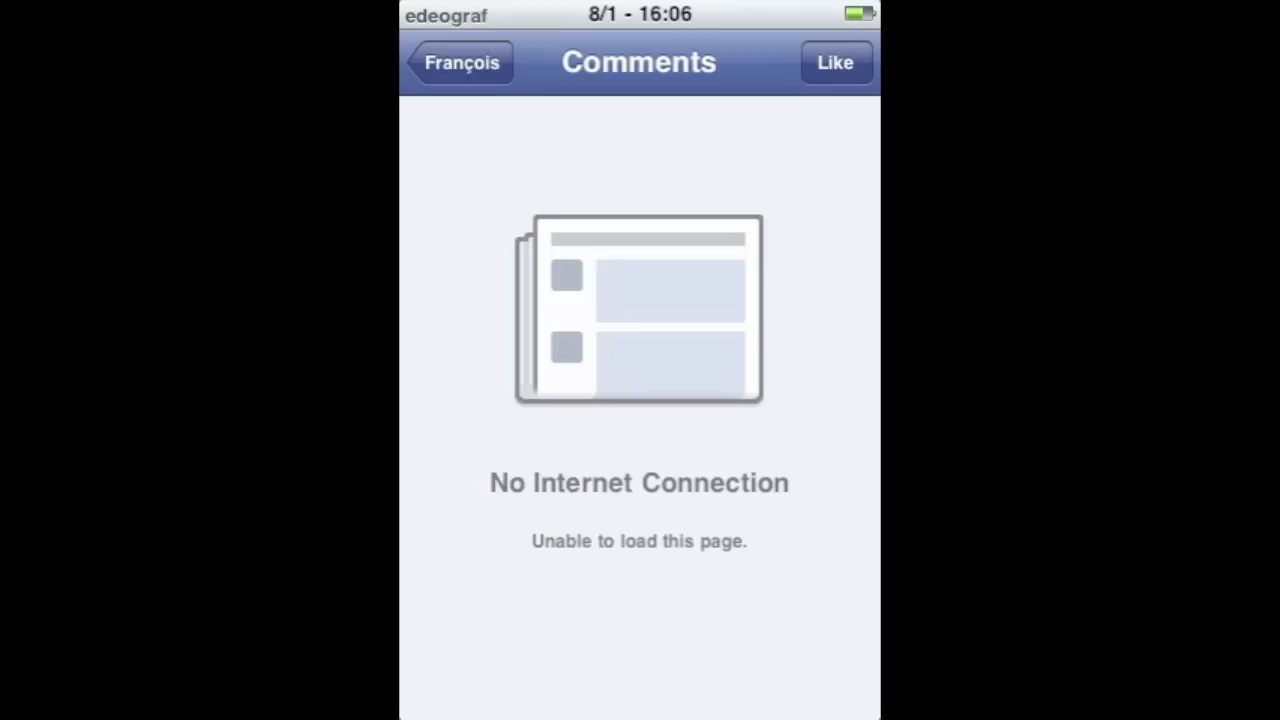 edeograf
8/1 - 16:06
François
Comments
Like
No Internet Connection
Unable to load this page.